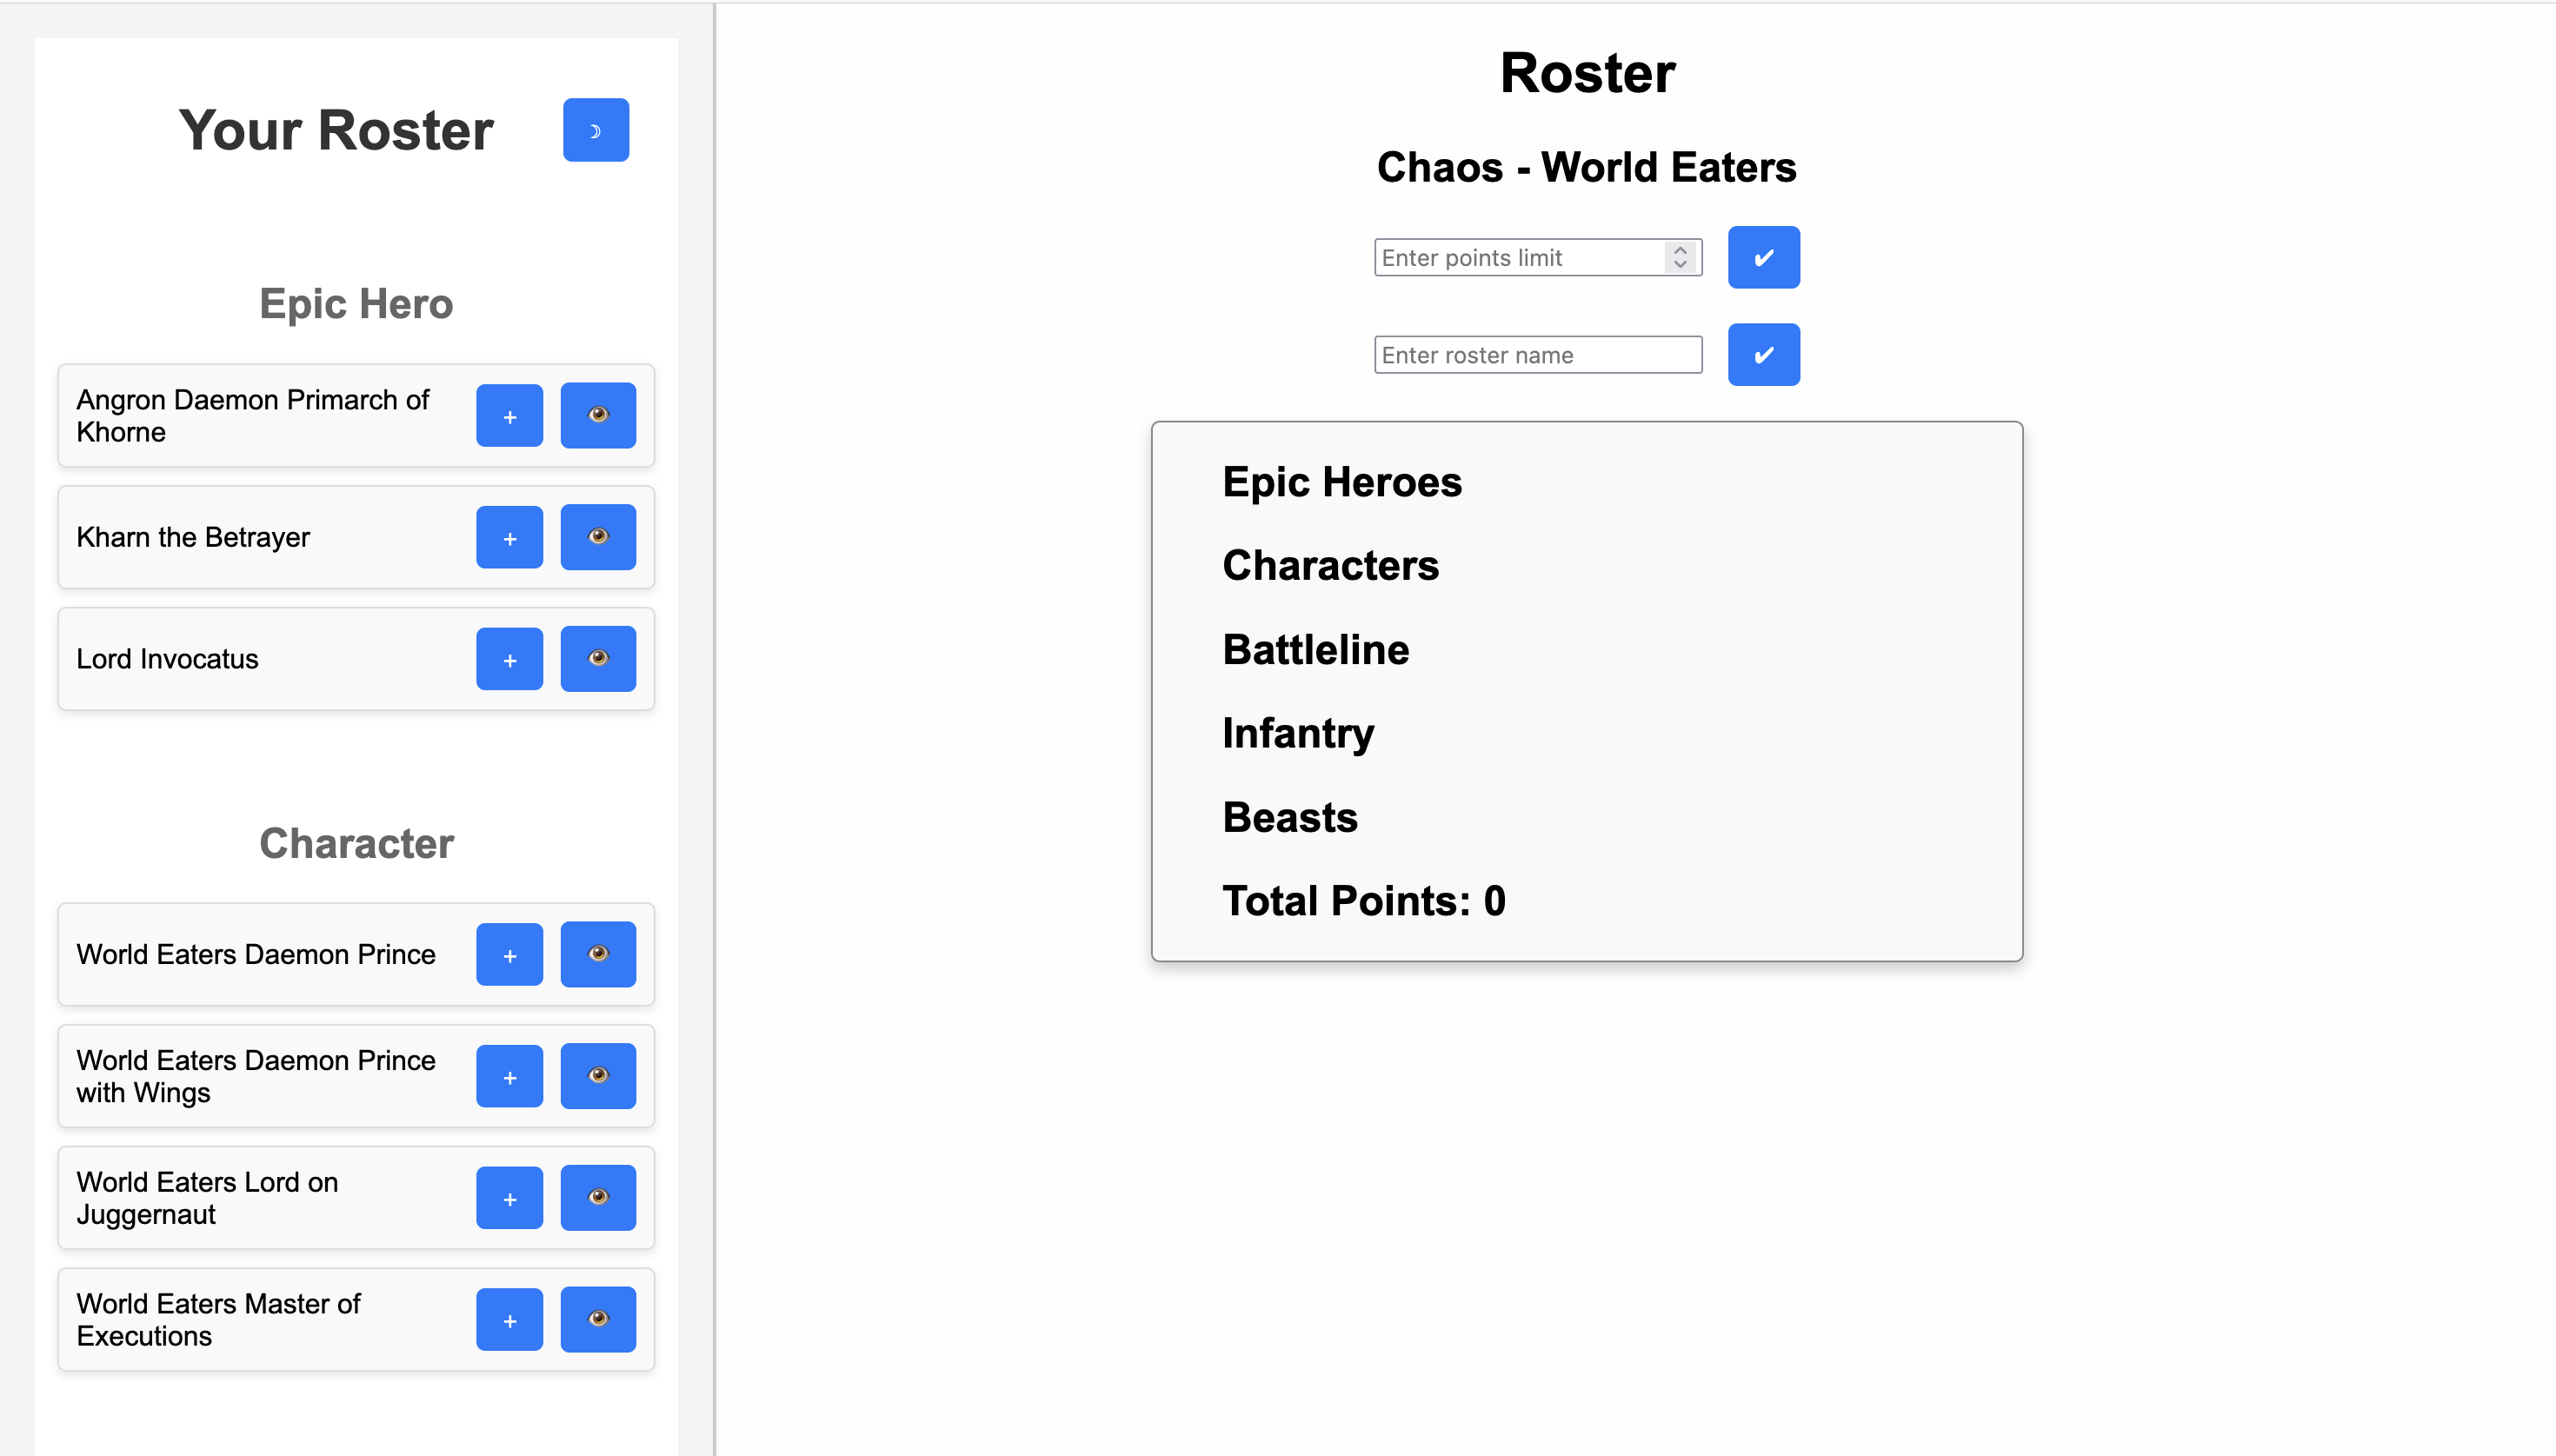 Your Roster
Epic Hero
Angron Daemon Primarch of
Khorne
+
Kharn the Betrayer
+
Lord Invocatus
+
Character
World Eaters Daemon Prince
+
World Eaters Daemon Prince
with Wings
+
World Eaters Lord on
Juggernaut
+
World Eaters Master of
Executions
+
Roster
Chaos - World Eaters
Enter points limit
✔
Enter roster name
✔
Epic Heroes
Characters
Battleline
Infantry
Beasts
Total Points: 0